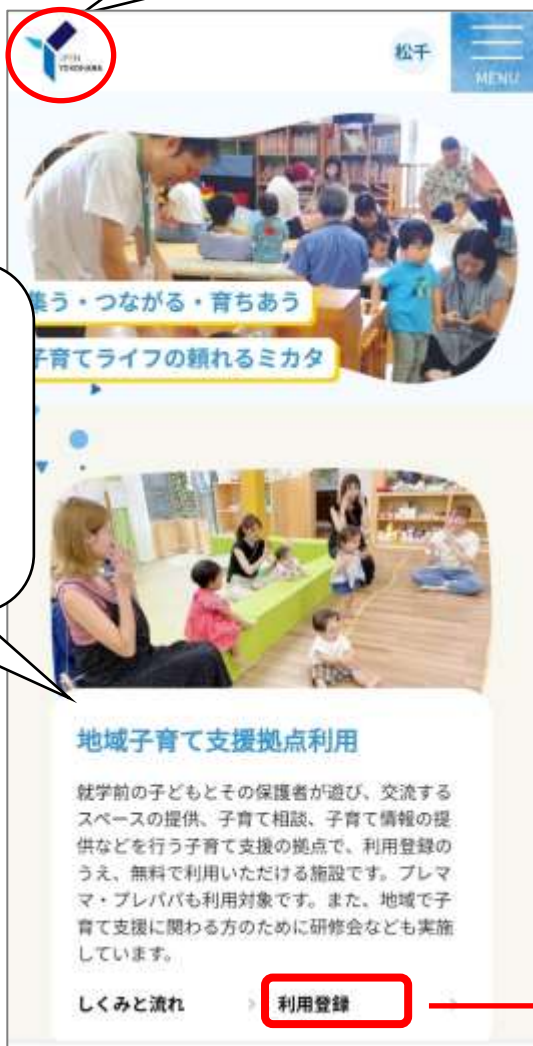 OPEN
YOKOHAMA
松千
MENU
集う・つながる・育ちあう
子育てライフの頼れるミカタ
地域子育て支援拠点利用
就学前の子どもとその保護者が遊び、交流する
スペースの提供、子育て相談、子育て情報の提
供などを行う子育て支援の拠点で、利用登録の
うえ、無料で利用いただける施設です。プレマ
マ・プレパパも利用対象です。また、地域で子
育て支援に関わる方のために研修会なども実施
しています。
しくみと流れ
利用登録